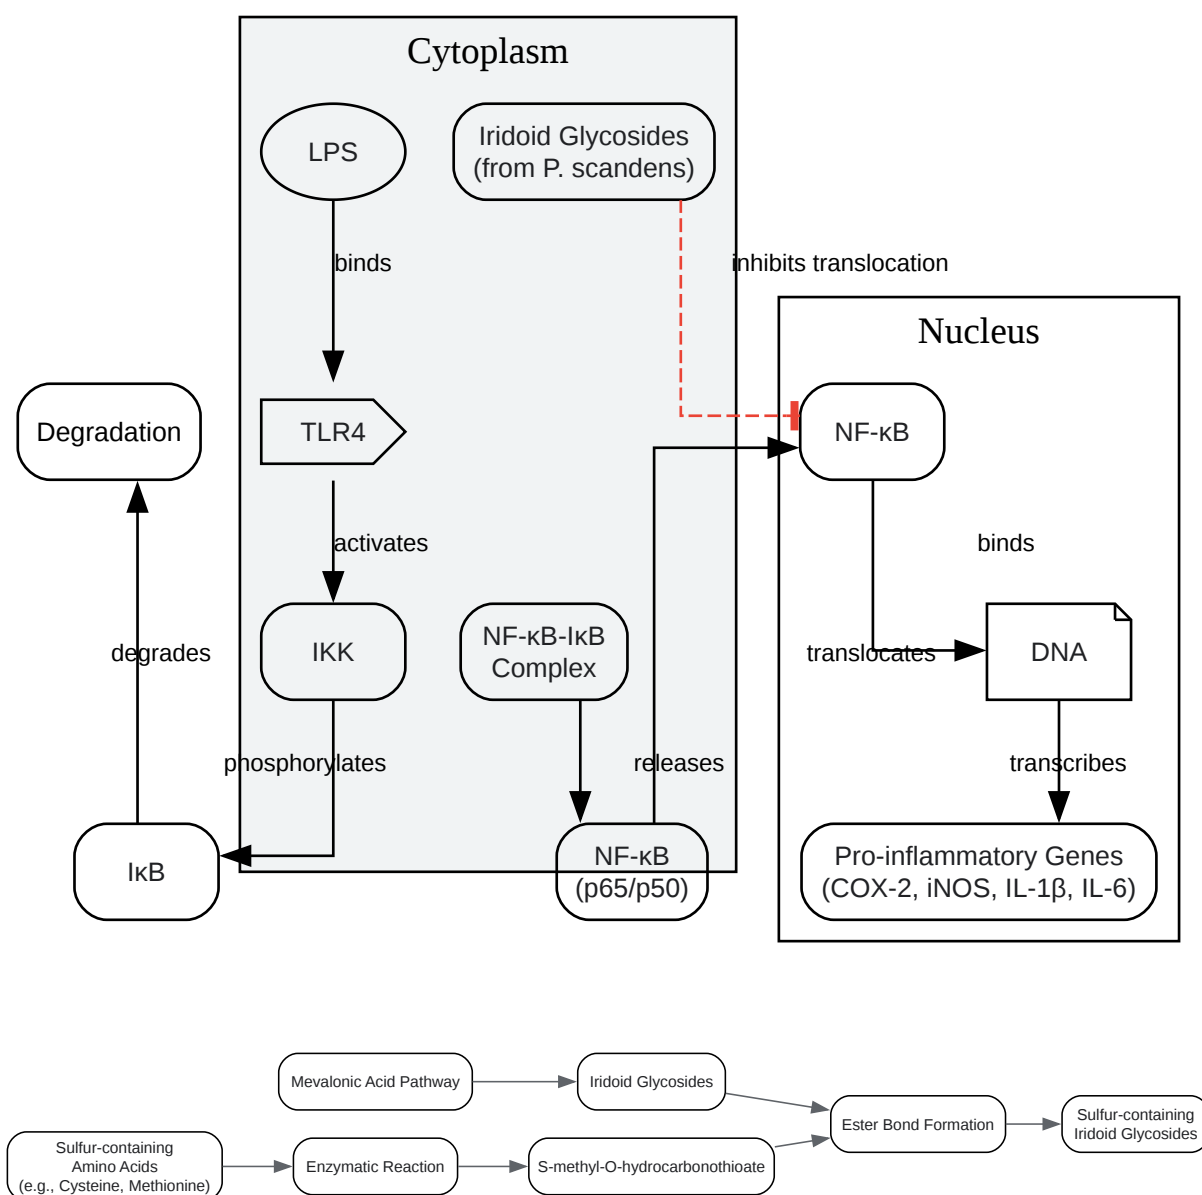 Cytoplasm
LPS
Iridoid Glycosides
(from P. scandens)
binds
inhibits translocation
Nucleus
Degradation
TLR4
NF-κB
activates
binds
degrades
IKK
NF-κB-IκB
Complex
translocates
DNA
phosphorylates
releases
transcribes
IκB
NF-κB
(p65/p50)
Pro-inflammatory Genes
(COX-2, iNOS, IL-1β, IL-6)
Mevalonic Acid Pathway
Iridoid Glycosides
Ester Bond Formation
Sulfur-containing
Iridoid Glycosides
Sulfur-containing
Amino Acids
(e.g., Cysteine, Methionine)
Enzymatic Reaction
S-methyl-O-hydrocarbonothioate